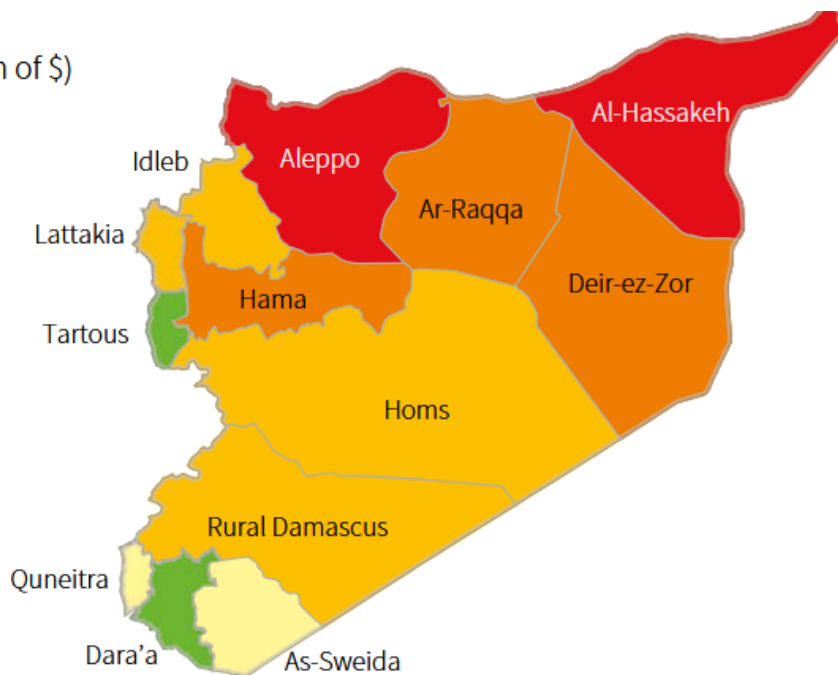 n of $)
Al-Hassakeh
Idleb
Aleppo
Ar-Raqqa
Lattakia
Deir-ez-Zor
Hama
Tartous
Homs
Rural Damascus
Quneitra
Dara’a
As-Sweida